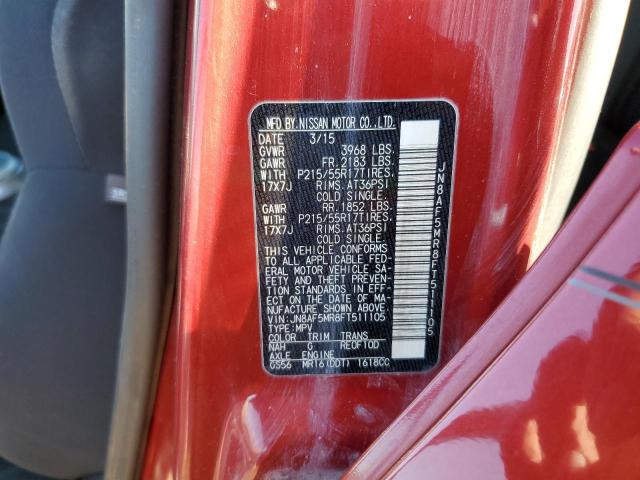 MFD BY NISSAN MOTOR CO.,LTD.
DATE 3/15
GVWR 3968 LBS.
GAWR FR. 2183 LBS.
WITH P215/55R17TIRES.
17X7J RIMS. AT36PSI
COLD SINGLE.
GAWR RR. 1852 LBS.
WITH P215/55R17TIRES.
17X7J RIMS. AT36PSI
COLD SINGLE.
THIS VEHICLE CONFORMS
TO ALL APPLICABLE FED-
ERAL MOTOR VEHICLE SA-
FETY AND THEFT PREVEN-
TION STANDARDS IN EFF-
ECT ON THE DATE OF MA-
NUFACTURE SHOWN ABOVE.
VIN: JN8AF5MR8FT511105
TYPE: MPV
COLOR TRIM TRANS
NAH G RE0F10D
AXLE ENGINE
GS56 MR16(DDT) 1618CC
JN8AF5MR8FT511105